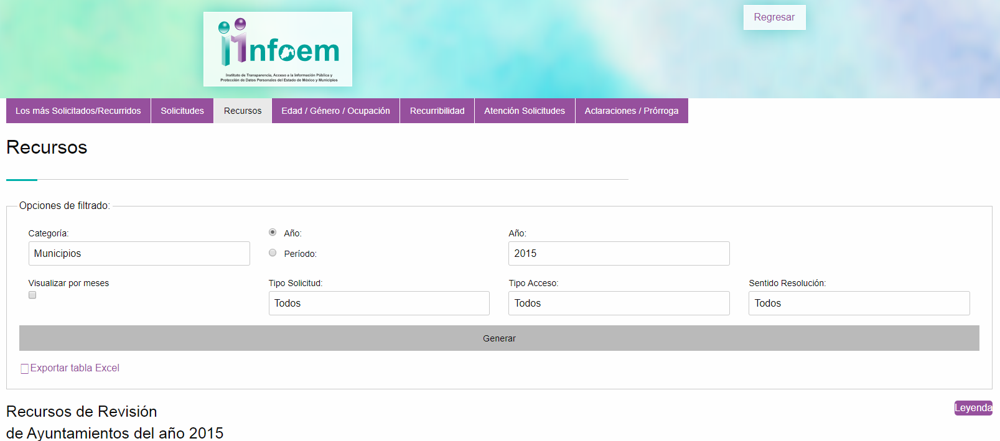 Regresar
infoem
Instituto de Transparencia, Acceso a la Información Pública y
Protección de Datos Personales del Estado de México y Municipios
Los más Solicitados/Recurridos Solicitudes Recursos Edad / Género / Ocupación Recurribilidad Atención Solicitudes Aclaraciones / Prórroga
Recursos
Opciones de filtrado:
Categoría: Año: Año:
Municipios Período: 2015
Visualizar por meses Tipo Solicitud: Tipo Acceso: Sentido Resolución:
Todos Todos Todos
Generar
Exportar tabla Excel
Recursos de Revisión Leyenda
de Ayuntamientos del año 2015